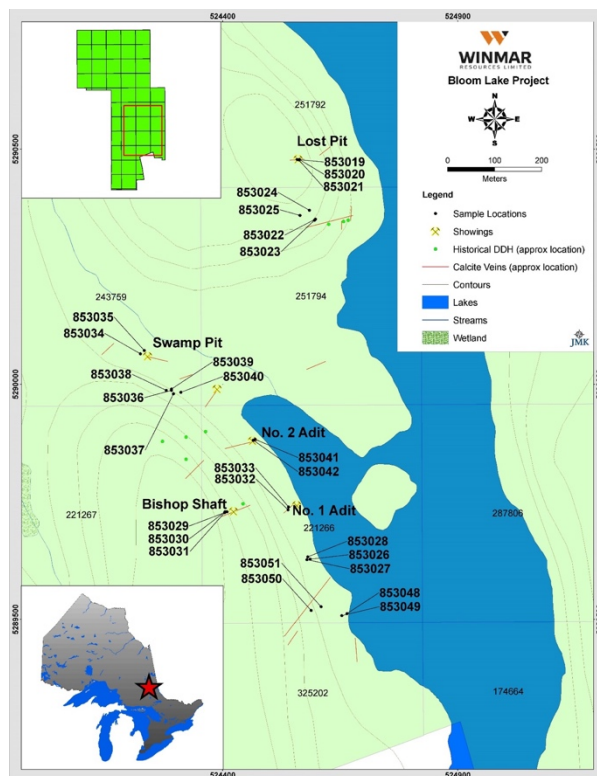 524400
524900
WINMAR
RESOURCES LIMITED
Bloom Lake Project
N
W
E
S
100
200
Meters
Legend
Sample Locations
Showings
Historical DDH (approx location)
Calcite Veins (approx location)
Contours
Lakes
Streams
Wetland
JMK
251792
5290500
Lost Pit
853019
853020
853021
853024
853025
853022
853023
243759
251794
853035
853034
Swamp Pit
853039
853038
853040
853036
5290000
853037
No. 2 Adit
853041
853042
853033
853032
Bishop Shaft
No. 1 Adit
221267
853029
853030
853031
221266
287806
853028
853026
853027
853051
853050
853048
853049
5289500
325202
174664
524400
524900